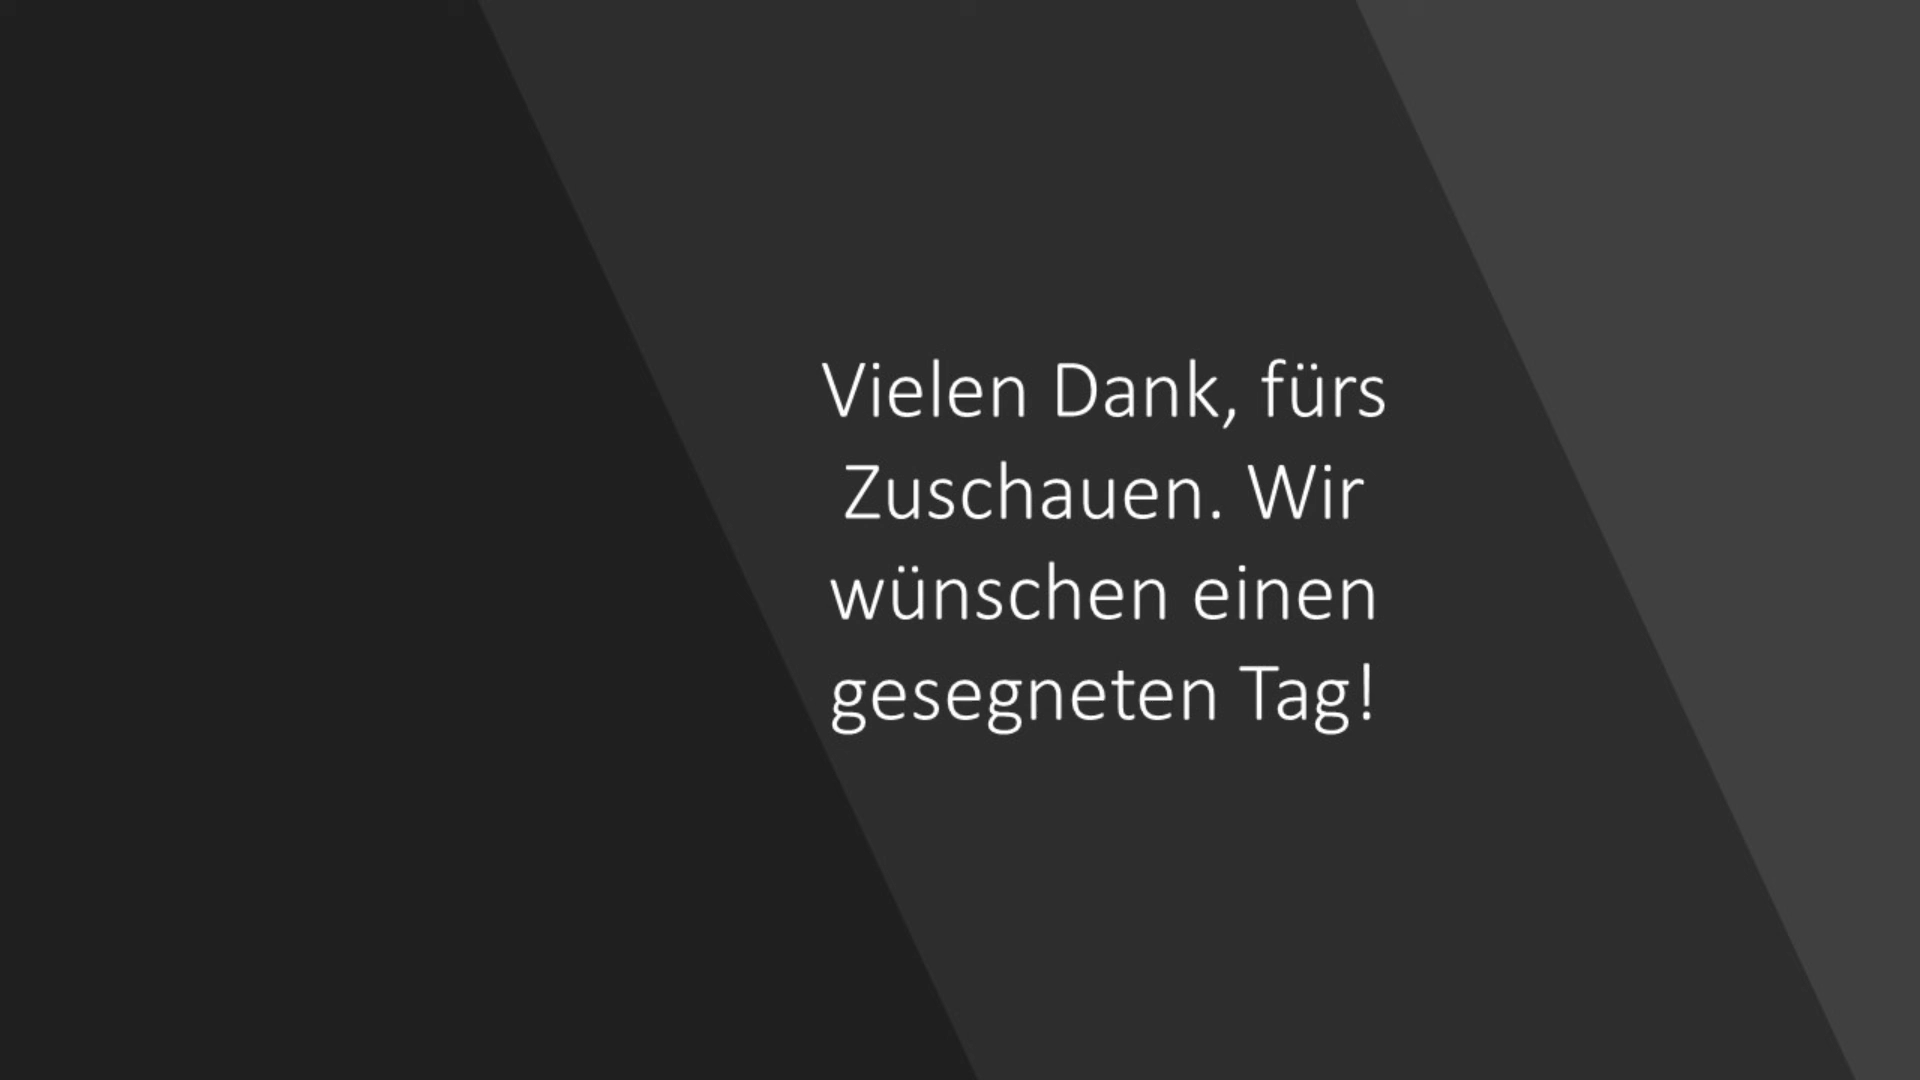 Vielen Dank, fürs
Zuschauen. Wir
wünschen einen
gesegneten Tag!